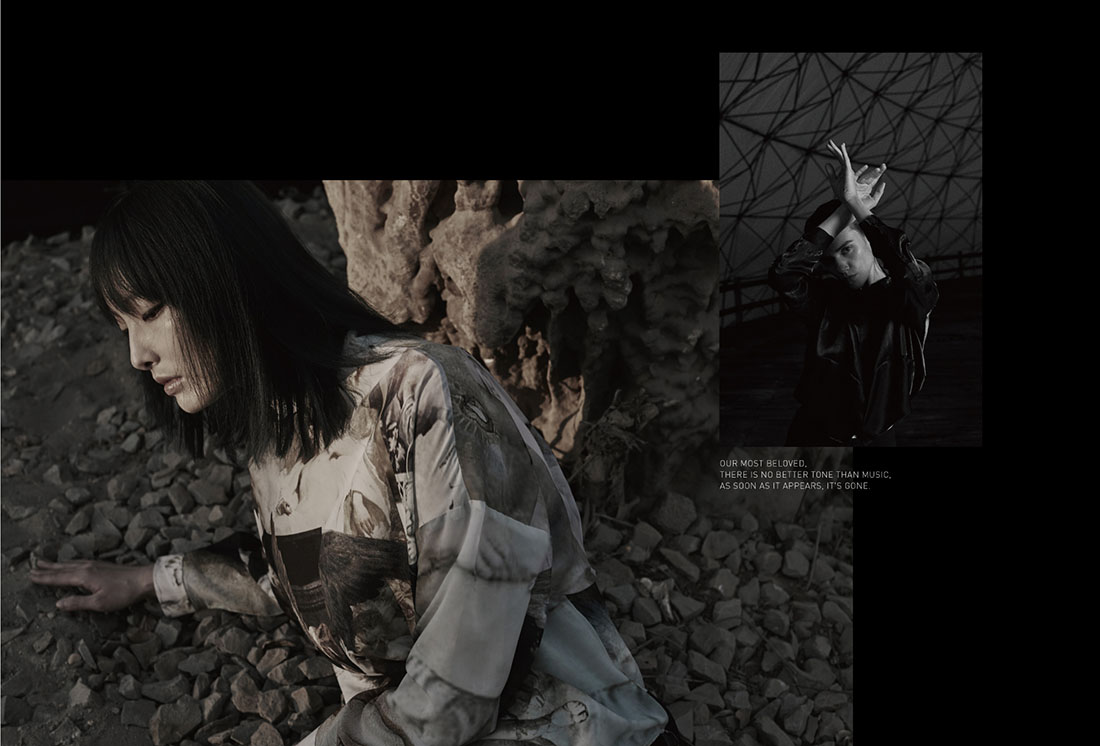 OUR MOST BELOVED,
THERE IS NO BETTER TONE THAN MUSIC,
AS SOON AS IT APPEARS, IT'S GONE.